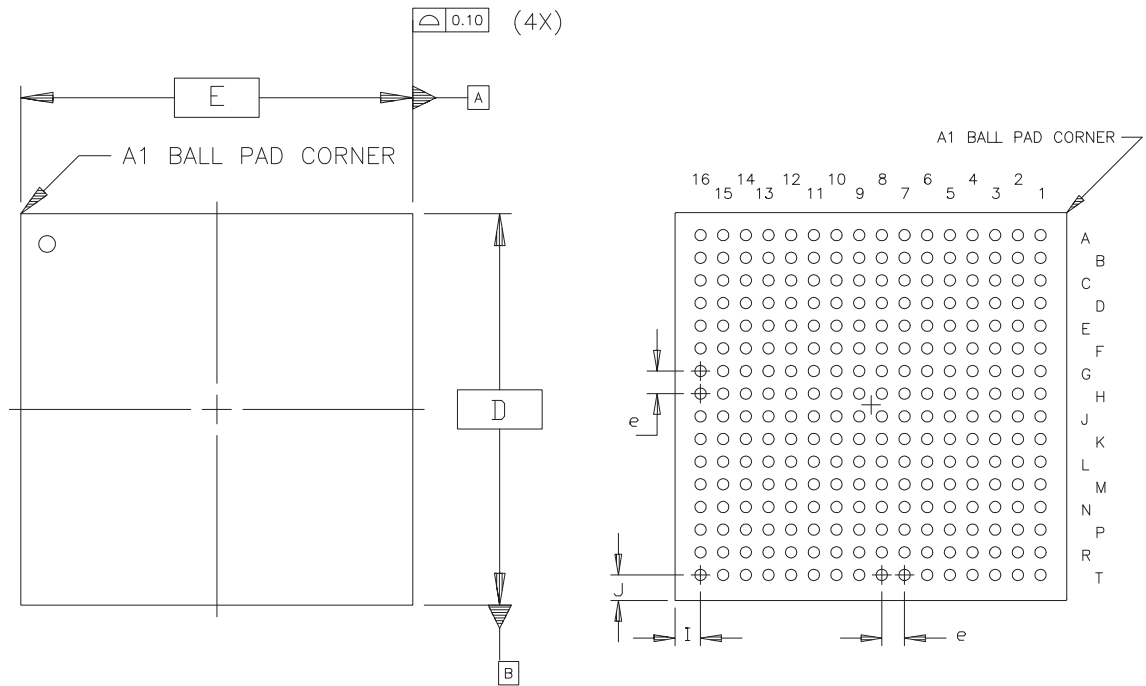 0.10 (4X)
E
A
A1 BALL PAD CORNER
D
B
A1 BALL PAD CORNER
16 14 12 10 8 6 4 2
15 13 11 9 7 5 3 1
A
B
C
D
E
F
G
H
J
K
L
M
N
P
R
T
e
J
I
e